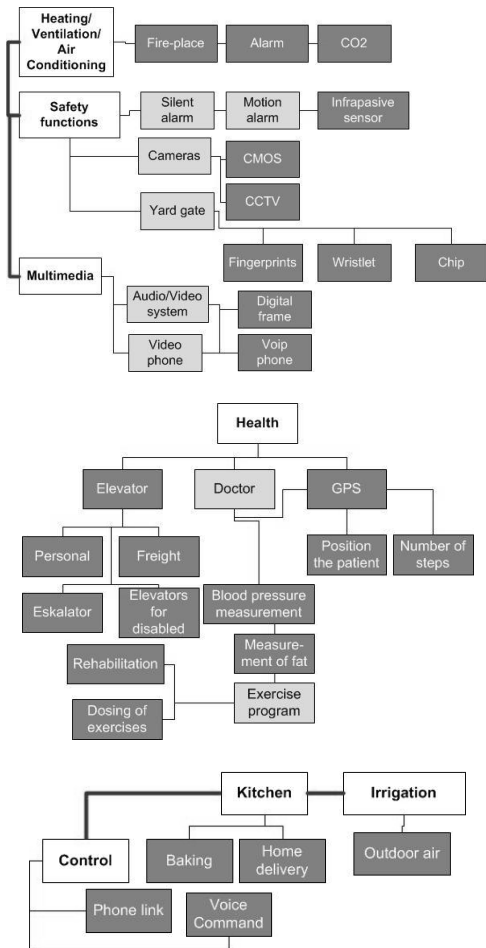 Heating/
Ventilation/
Air
Conditioning
Fire-place
Alarm
CO2
Safety
functions
Silent
alarm
Motion
alarm
Infrapasive
sensor
Cameras
CMOS
CCTV
Yard gate
Fingerprints
Wristlet
Chip
Multimedia
Audio/Video
system
Digital
frame
Video
phone
Voip
phone
Health
Elevator
Doctor
GPS
Personal
Freight
Position
the patient
Number of
steps
Eskalator
Elevators
for
disabled
Blood pressure
measurement
Measure-
ment of fat
Rehabilitation
Exercise
program
Dosing of
exercises
Kitchen
Irrigation
Control
Baking
Home
delivery
Outdoor air
Phone link
Voice
Command